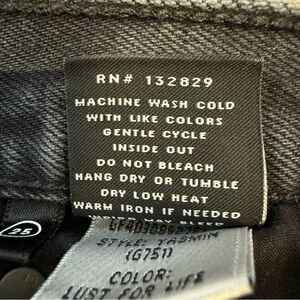 RN# 132829
MACHINE WASH COLD
WITH LIKE COLORS
GENTLE CYCLE
INSIDE OUT
DO NOT BLEACH
HANG DRY OR TUMBLE
DRY LOW HEAT
WARM IRON IF NEEDED
STYLE: YASMIN
(G751)
COLOR:
LUST FOR LIFE
25